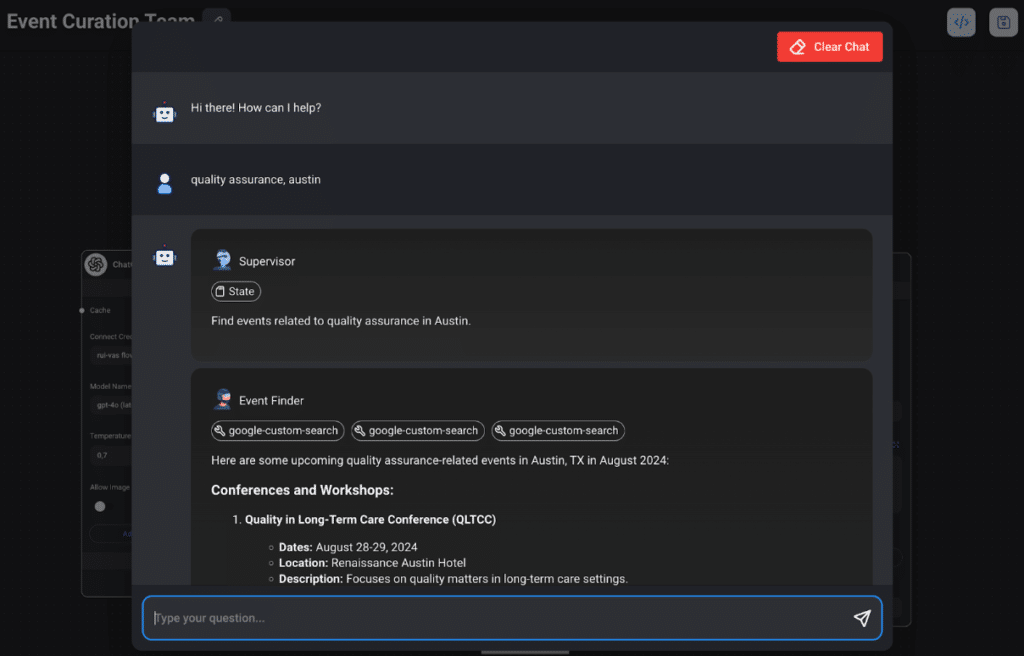 Event Curation Team
Clear Chat
Hi there! How can I help?
quality assurance, austin
Supervisor
State
Find events related to quality assurance in Austin.
Event Finder
google-custom-search google-custom-search google-custom-search
Here are some upcoming quality assurance-related events in Austin, TX in August 2024:
Conferences and Workshops:
1. Quality in Long-Term Care Conference (QLTCC)
Dates: August 28-29, 2024
Location: Renaissance Austin Hotel
Description: Focuses on quality matters in long-term care settings.
Type your question...
Cache
Model Name
Temperature
0,7
Allow Image